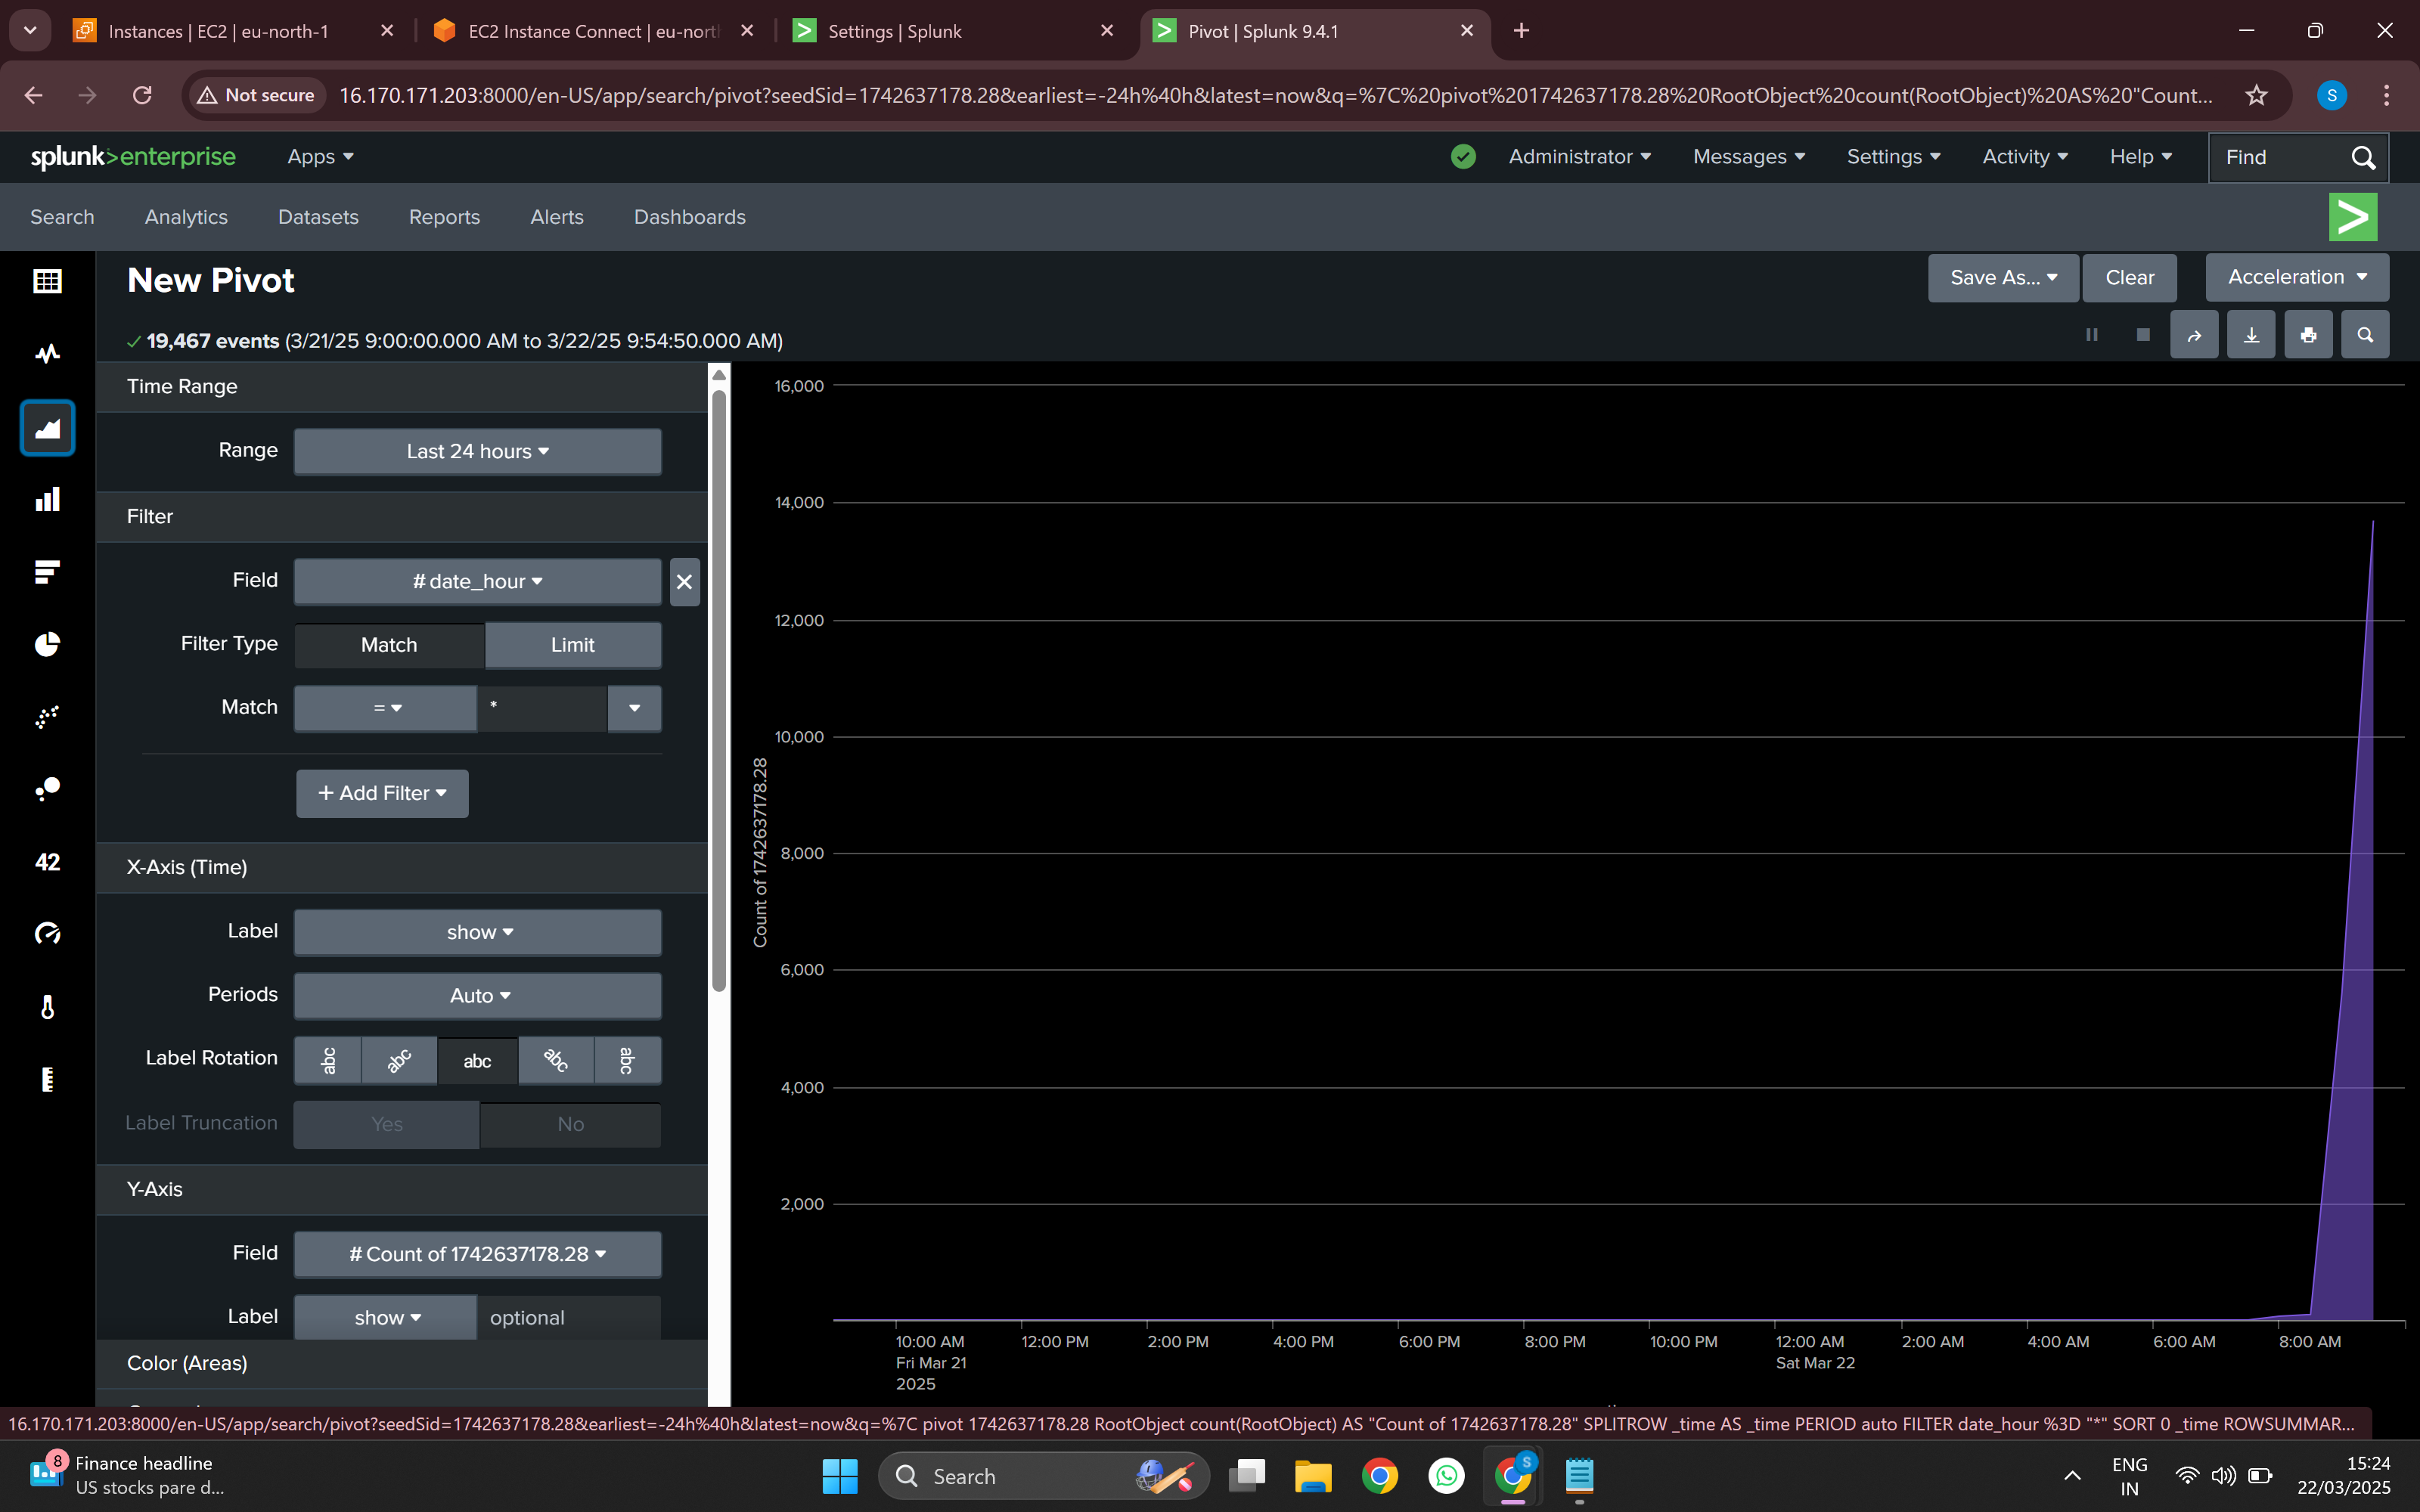 Instances | EC2 | eu-north-1
EC2 Instance Connect | eu-nort
Settings | Splunk
Pivot | Splunk 9.4.1
Not secure
16.170.171.203:8000/en-US/app/search/pivot?seedSid=1742637178.28&earliest=-24h%40h&latest=now&q=%7C%20pivot%201742637178.28%20RootObject%20count(RootObject)%20AS%20"Count...
S
splunk>enterprise
Apps
Administrator
Messages
Settings
Activity
Help
Find
Search
Analytics
Datasets
Reports
Alerts
Dashboards
New Pivot
Save As...
Clear
Acceleration
19,467 events (3/21/25 9:00:00.000 AM to 3/22/25 9:54:50.000 AM)
Time Range
Range
Last 24 hours
Filter
Field
# date_hour
Filter Type
Match
Limit
Match
=
*
+ Add Filter
X-Axis (Time)
Label
show
Periods
Auto
Label Rotation
abc
abc
abc
abc
abc
Label Truncation
Yes
No
Y-Axis
Field
# Count of 1742637178.28
Label
show
optional
Color (Areas)
42
Count of 1742637178.28
16,000
14,000
12,000
10,000
8,000
6,000
4,000
2,000
10:00 AM
Fri Mar 21
2025
12:00 PM
2:00 PM
4:00 PM
6:00 PM
8:00 PM
10:00 PM
12:00 AM
Sat Mar 22
2:00 AM
4:00 AM
6:00 AM
8:00 AM
16.170.171.203:8000/en-US/app/search/pivot?seedSid=1742637178.28&earliest=-24h%40h&latest=now&q=%7C pivot 1742637178.28 RootObject count(RootObject) AS "Count of 1742637178.28" SPLITROW _time AS _time PERIOD auto FILTER date_hour %3D "*" SORT 0 _time ROWSUMMAR...
8
Finance headline
US stocks pare d...
Search
S
ENG
IN
15:24
22/03/2025